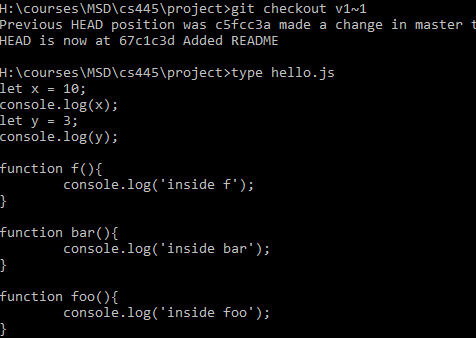 H:\courses\MSD\cs445\project>git checkout v1~1
Previous HEAD position was c5fcc3a made a change in master t
HEAD is now at 67c1c3d Added README
H:\courses\MSD\cs445\project>type hello.js
let x = 10;
console.log(x);
let y = 3;
console.log(y);
function f(){
        console.log('inside f');
}
function bar(){
        console.log('inside bar');
}
function foo(){
        console.log('inside foo');
}